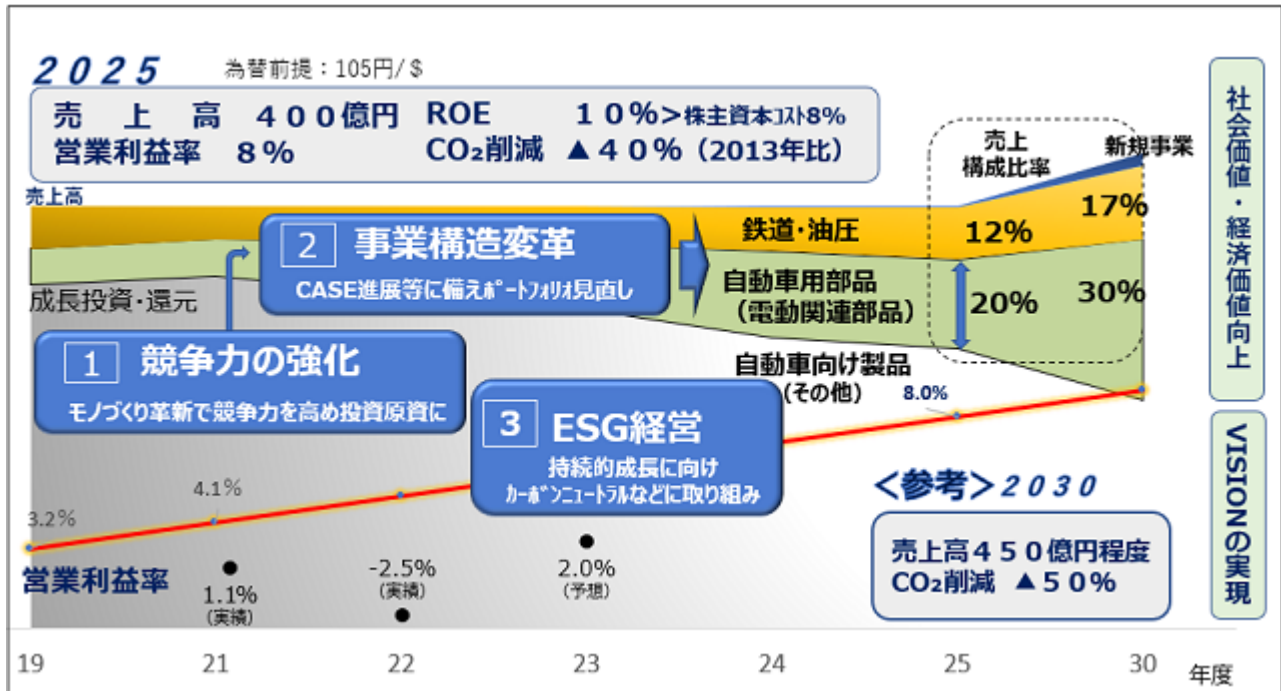 2025 為替前提：105円/＄
売上高 ４００億円 ROE １０%>株主資本ｺｽﾄ8%
営業利益率 8% CO₂削減 ▲４０%（2013年比）
売上高
売上
構成比率
新規事業
2 事業構造変革
CASE進展等に備えﾎﾟｰﾄﾌｫﾘｵ見直し
鉄道･油圧
12%
17%
成長投資･還元
自動車用部品
（電動関連部品）
20%
30%
1 競争力の強化
モノづくり革新で競争力を高め投資原資に
自動車向け製品
（その他）
8.0%
3 ESG経営
持続的成長に向け
ｶｰﾎﾞﾝﾆｭｰﾄﾗﾙなどに取り組み
4.1%
3.2%
営業利益率
1.1%
（実績）
-2.5%
（実績）
2.0%
（予想）
＜参考＞2030
売上高４５０億円程度
CO₂削減 ▲５０%
社会価値・経済価値向上
VISIONの実現
19 21 22 23 24 25 30 年度